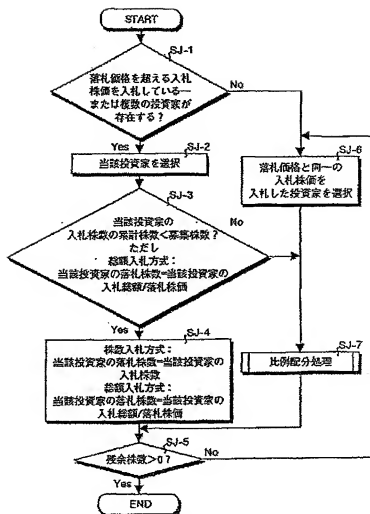 START
SJ-1
落札価格を超える入札
株価を入札している一
または複数の投資家が
存在する？
No
Yes
SJ-2
当該投資家を選択
SJ-6
落札価格と同一の
入札株価を
入札した投資家を選択
SJ-3
当該投資家の
入札株数の累計株数＜募集株数？
ただし
総額入札方式：
当該投資家の落札株数=当該投資家の
入札総額/落札株価
No
Yes
SJ-4
株数入札方式：
当該投資家の落札株数=当該投資家の
入札株数
総額入札方式：
当該投資家の落札株数=当該投資家の
入札総額/落札株価
SJ-7
比例配分処理
SJ-5
残余株数>0？
No
Yes
END